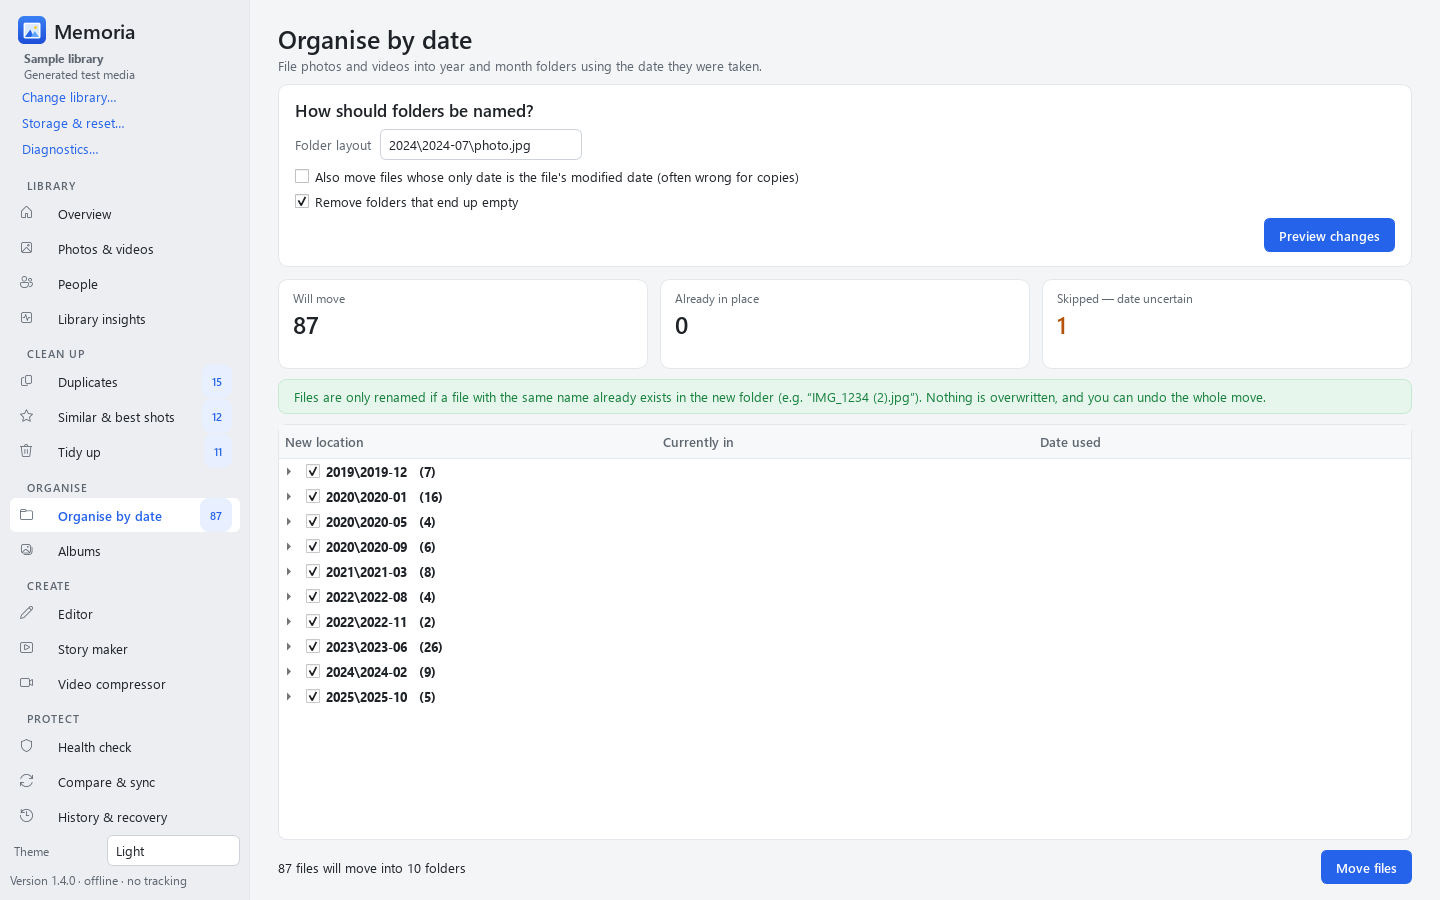 Memoria
Sample library
Generated test media
Change library...
Storage & reset...
Diagnostics...
LIBRARY
Overview
Photos & videos
People
Library insights
CLEAN UP
Duplicates 15
Similar & best shots 12
Tidy up 11
ORGANISE
Organise by date 87
Albums
CREATE
Editor
Story maker
Video compressor
PROTECT
Health check
Compare & sync
History & recovery
Theme Light
Version 1.4.0 · offline · no tracking
Organise by date
File photos and videos into year and month folders using the date they were taken.
How should folders be named?
Folder layout 2024\2024-07\photo.jpg
Also move files whose only date is the file's modified date (often wrong for copies)
Remove folders that end up empty
Preview changes
Will move
87
Already in place
0
Skipped — date uncertain
1
Files are only renamed if a file with the same name already exists in the new folder (e.g. “IMG_1234 (2).jpg”). Nothing is overwritten, and you can undo the whole move.
New location Currently in Date used
2019\2019-12 (7)
2020\2020-01 (16)
2020\2020-05 (4)
2020\2020-09 (6)
2021\2021-03 (8)
2022\2022-08 (4)
2022\2022-11 (2)
2023\2023-06 (26)
2024\2024-02 (9)
2025\2025-10 (5)
87 files will move into 10 folders
Move files